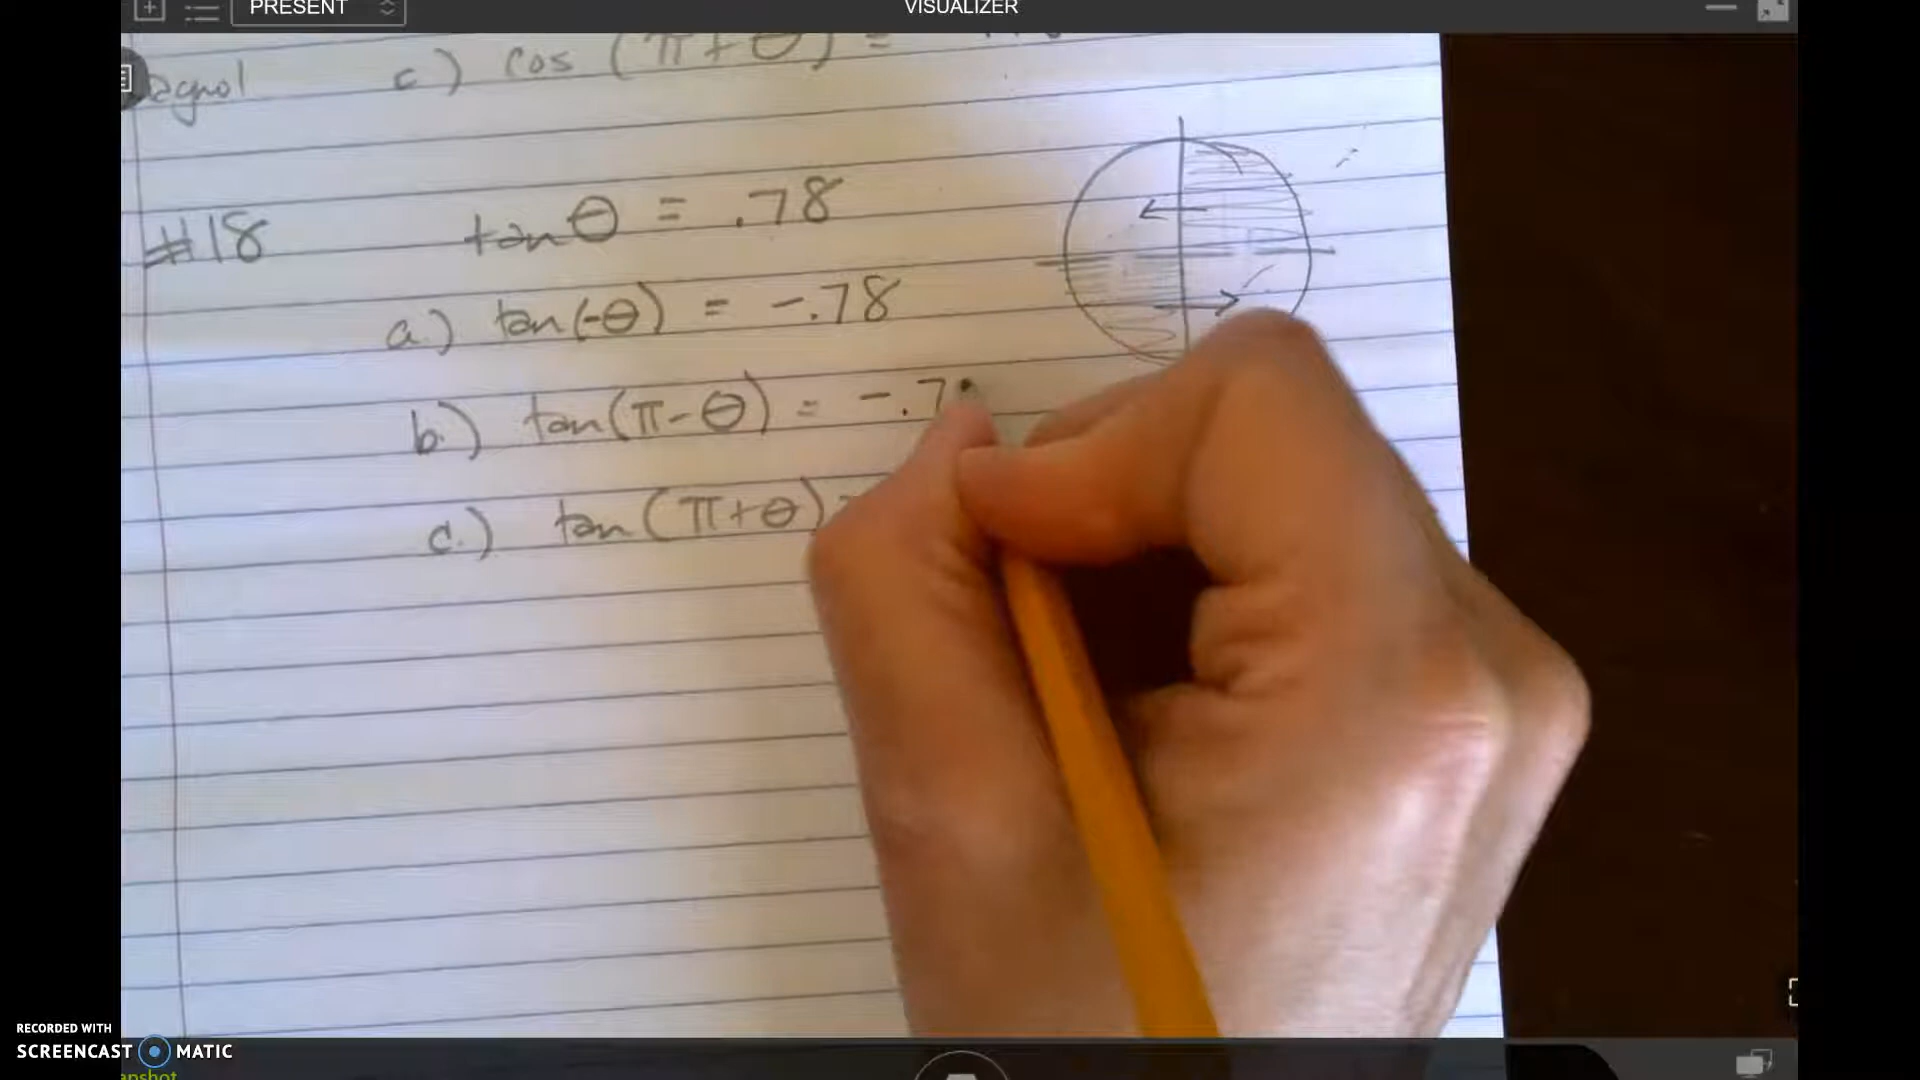 PRESENT
VISUALIZER
c) cos (π+θ) =
#18 tan θ = .78
a.) tan(-θ) = -.78
b.) tan(π-θ) = -.7
c.) tan(π+θ)
RECORDED WITH
SCREENCAST MATIC